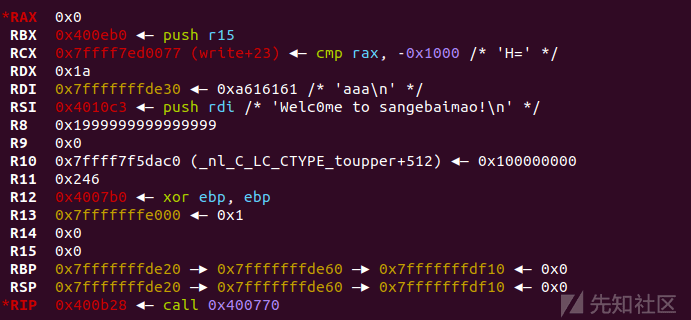 *RAX  0x0
RBX  0x400eb0 ◂— push r15
RCX  0x7ffff7ed0077 (write+23) ◂— cmp rax, -0x1000 /* 'H=' */
RDX  0x1a
RDI  0x7fffffffde30 ◂— 0xa616161 /* 'aaa\n' */
RSI  0x4010c3 ◂— push rdi /* 'Welc0me to sangebaimao!\n' */
R8   0x1999999999999999
R9   0x0
R10  0x7ffff7f5dac0 (_nl_C_LC_CTYPE_toupper+512) ◂— 0x100000000
R11  0x246
R12  0x4007b0 ◂— xor ebp, ebp
R13  0x7fffffffe000 ◂— 0x1
R14  0x0
R15  0x0
RBP  0x7fffffffde20 —▸ 0x7fffffffde60 —▸ 0x7fffffffdf10 ◂— 0x0
RSP  0x7fffffffde20 —▸ 0x7fffffffde60 —▸ 0x7fffffffdf10 ◂— 0x0
*RIP  0x400b28 ◂— call 0x400770
先知社区